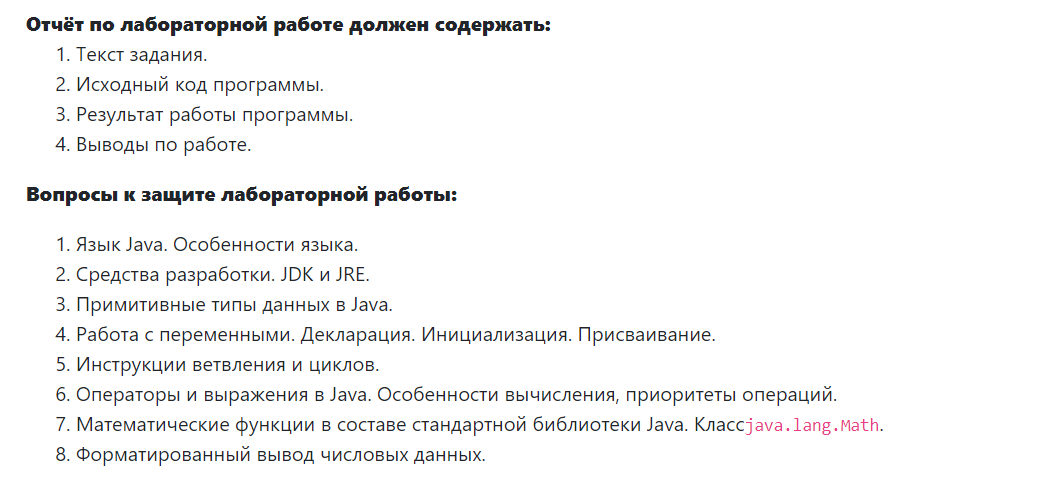 Отчёт по лабораторной работе должен содержать:
1. Текст задания.
2. Исходный код программы.
3. Результат работы программы.
4. Выводы по работе.
Вопросы к защите лабораторной работы:
1. Язык Java. Особенности языка.
2. Средства разработки. JDK и JRE.
3. Примитивные типы данных в Java.
4. Работа с переменными. Декларация. Инициализация. Присваивание.
5. Инструкции ветвления и циклов.
6. Операторы и выражения в Java. Особенности вычисления, приоритеты операций.
7. Математические функции в составе стандартной библиотеки Java. Классjava.lang.Math.
8. Форматированный вывод числовых данных.